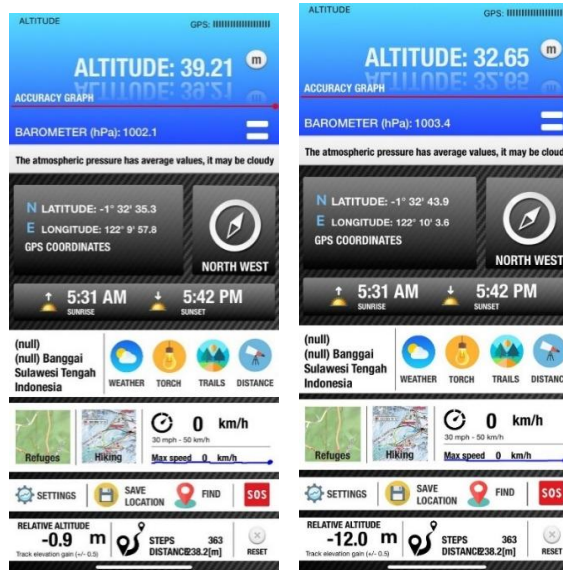 ALTITUDE
GPS:
ALTITUDE: 39.21 m
ACCURACY GRAPH
BAROMETER (hPa): 1002.1
The atmospheric pressure has average values, it may be cloudy
N LATITUDE: -1° 32' 35.3
E LONGITUDE: 122° 9' 57.8
GPS COORDINATES
NORTH WEST
5:31 AM
SUNRISE
5:42 PM
SUNSET
(null)
(null) Banggai
Sulawesi Tengah
Indonesia
WEATHER TORCH TRAILS DISTANCE
Refuges
Hiking
0 km/h
30 mph - 50 km/h
Max speed 0 km/h
SETTINGS
SAVE
LOCATION
FIND
SOS
RELATIVE ALTITUDE
-0.9 m
Track elevation gain (+/- 0.5)
STEPS 363
DISTANCE238.2[m]
RESET
ALTITUDE
GPS:
ALTITUDE: 32.65 m
ACCURACY GRAPH
BAROMETER (hPa): 1003.4
The atmospheric pressure has average values, it may be cloud
N LATITUDE: -1° 32' 43.9
E LONGITUDE: 122° 10' 3.6
GPS COORDINATES
NORTH WEST
5:31 AM
SUNRISE
5:42 PM
SUNSET
(null)
(null) Banggai
Sulawesi Tengah
Indonesia
WEATHER TORCH TRAILS DISTANC
Refuges
Hiking
0 km/h
30 mph - 50 km/h
Max speed 0 km/h
SETTINGS
SAVE
LOCATION
FIND
SOS
RELATIVE ALTITUDE
-12.0 m
Track elevation gain (+/- 0.5)
STEPS 363
DISTANCE238.2[m]
RESET